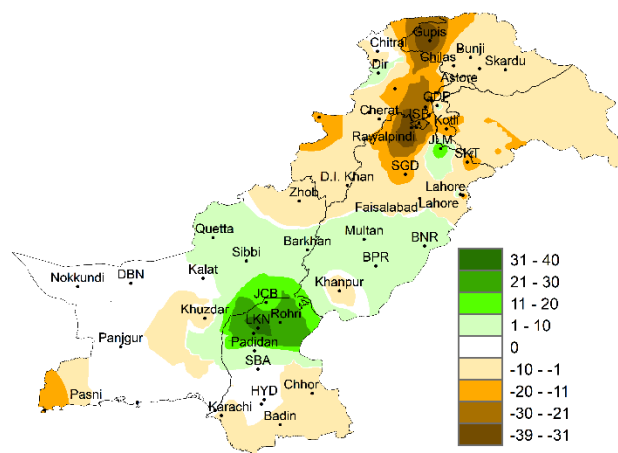 Gupis
Chitral
Bunji
Chilas
Skardu
Dir
Astore
GDP
Cherat
ISB
Kotli
Rawalpindi
JLM
SKT
SGD
D.I. Khan
Lahore
Zhob
Faisalabad
Lahore
Quetta
Multan
BNR
Barkhan
Sibbi
BPR
31 - 40
Nokkundi
DBN
Kalat
Khanpur
21 - 30
JCB
11 - 20
Khuzdar
LKN
Rohri
1 - 10
Panjgur
Padidan
0
SBA
-10 - -1
Pasni
HYD
Chhor
-20 - -11
Karachi
Badin
-30 - -21
-39 - -31